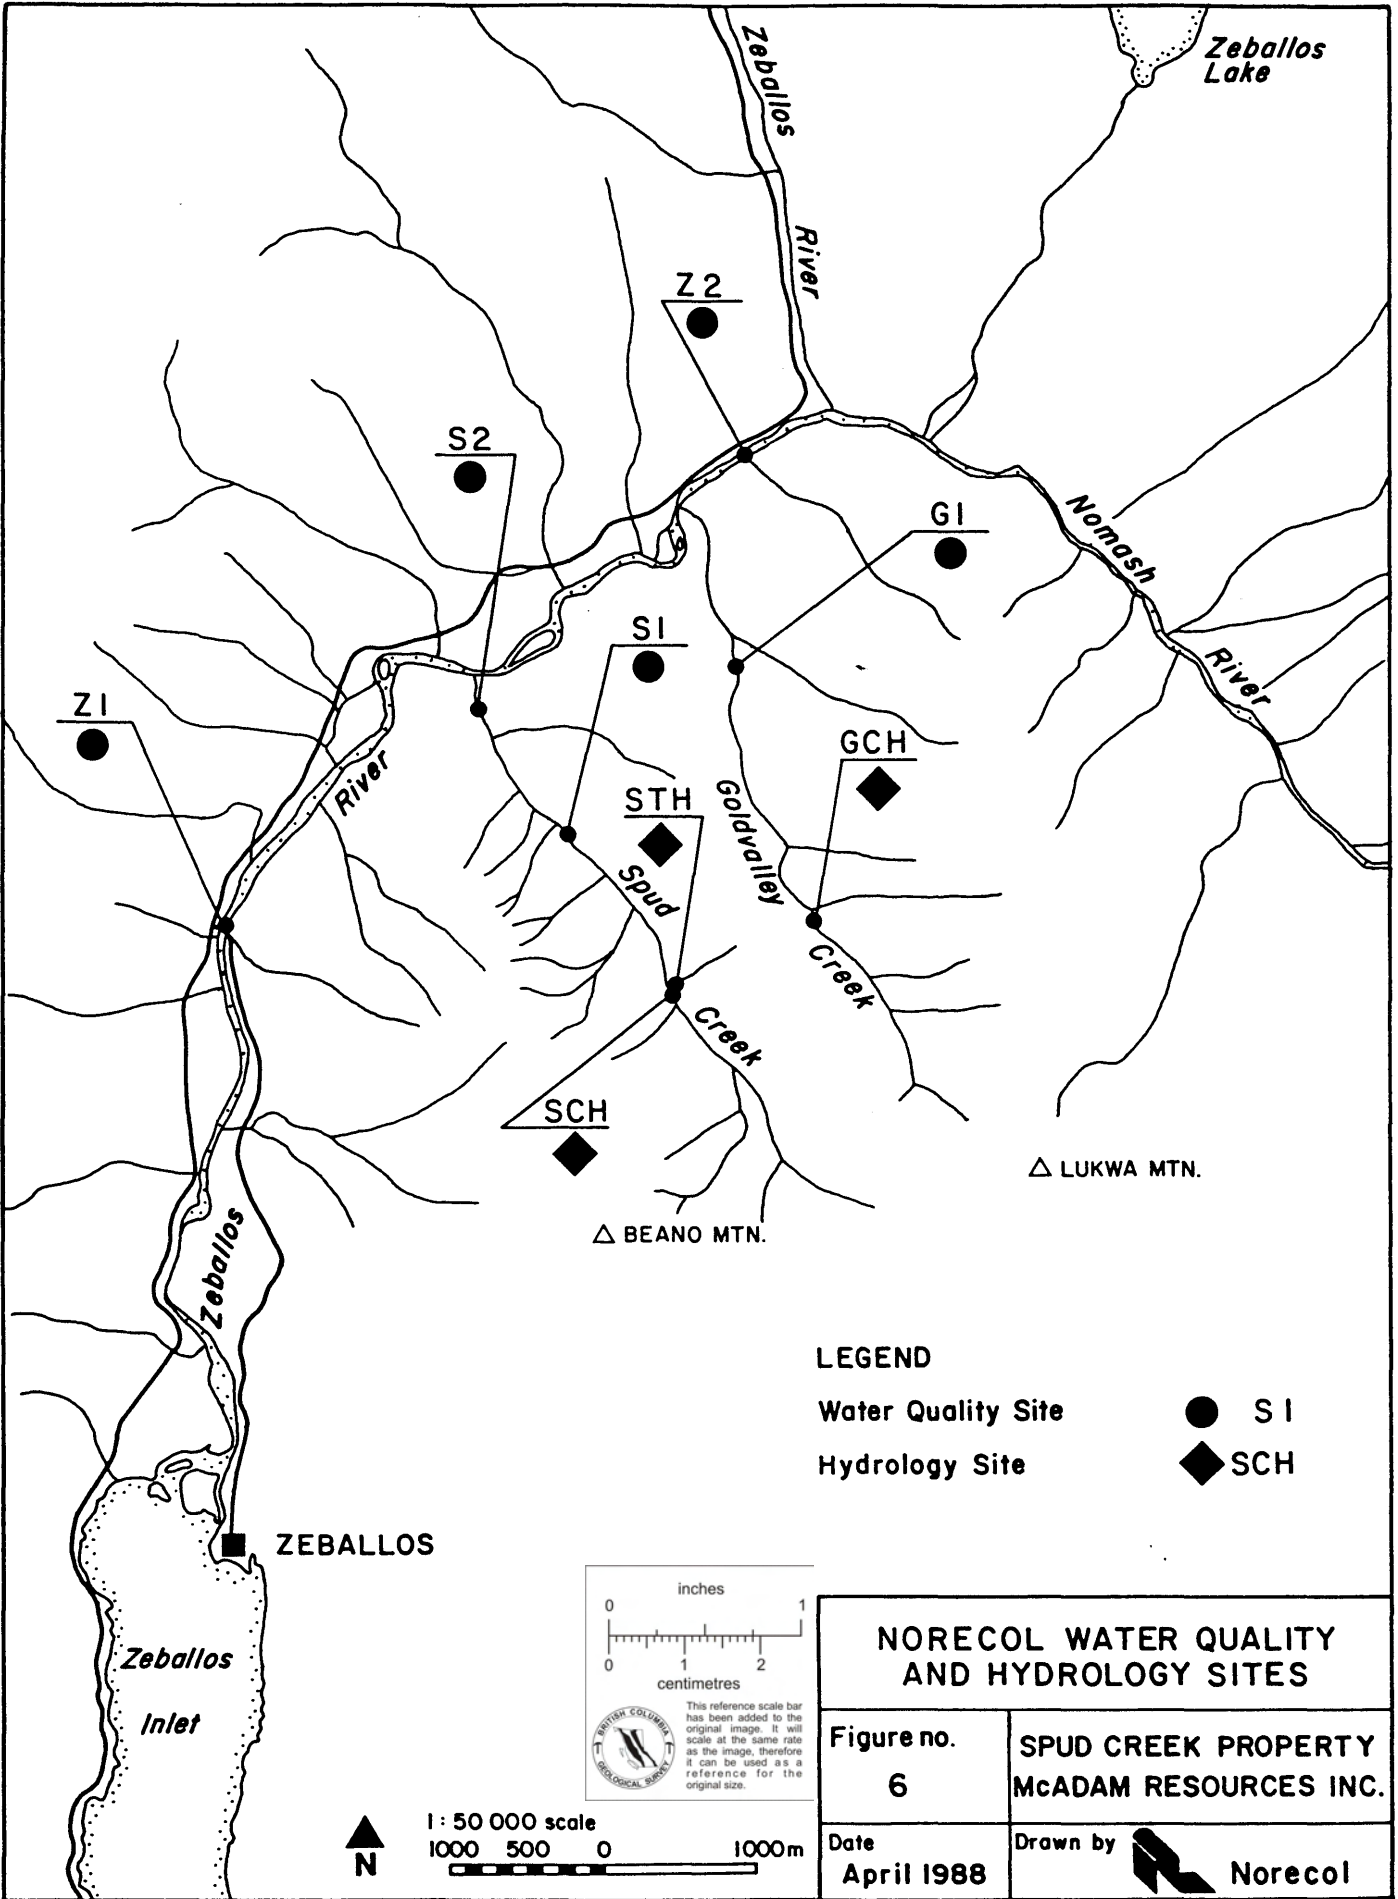 Zeballos
Lake
Zeballos
River
Z2
S2
G1
Nomash
River
S1
Z1
GCH
STH
River
Goldvalley
Creek
Spud
Creek
SCH
LUKWA MTN.
BEANO MTN.
Zeballos
LEGEND
Water Quality Site S1
Hydrology Site SCH
ZEBALLOS
Zeballos
Inlet
inches
0 1
0 1 2
centimetres
This reference scale bar
has been added to the
original image. It will
scale at the same rate
as the image, therefore
it can be used as a
reference for the
original size.
BRITISH COLUMBIA
GEOLOGICAL SURVEY
N
1:50 000 scale
1000 500 0 1000m
NORECOL WATER QUALITY
AND HYDROLOGY SITES
Figure no.
6
SPUD CREEK PROPERTY
McADAM RESOURCES INC.
Date
April 1988
Drawn by
Norecol